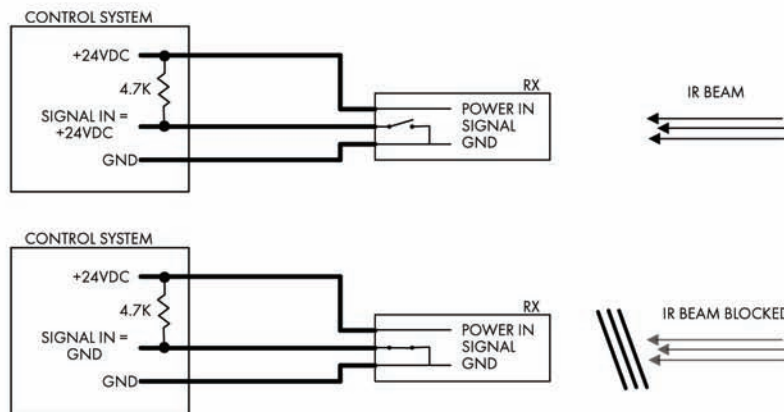 CONTROL SYSTEM
+24VDC
4.7K
SIGNAL IN =
+24VDC
GND
RX
POWER IN
SIGNAL
GND
IR BEAM
CONTROL SYSTEM
+24VDC
4.7K
SIGNAL IN =
GND
GND
RX
POWER IN
SIGNAL
GND
IR BEAM BLOCKED